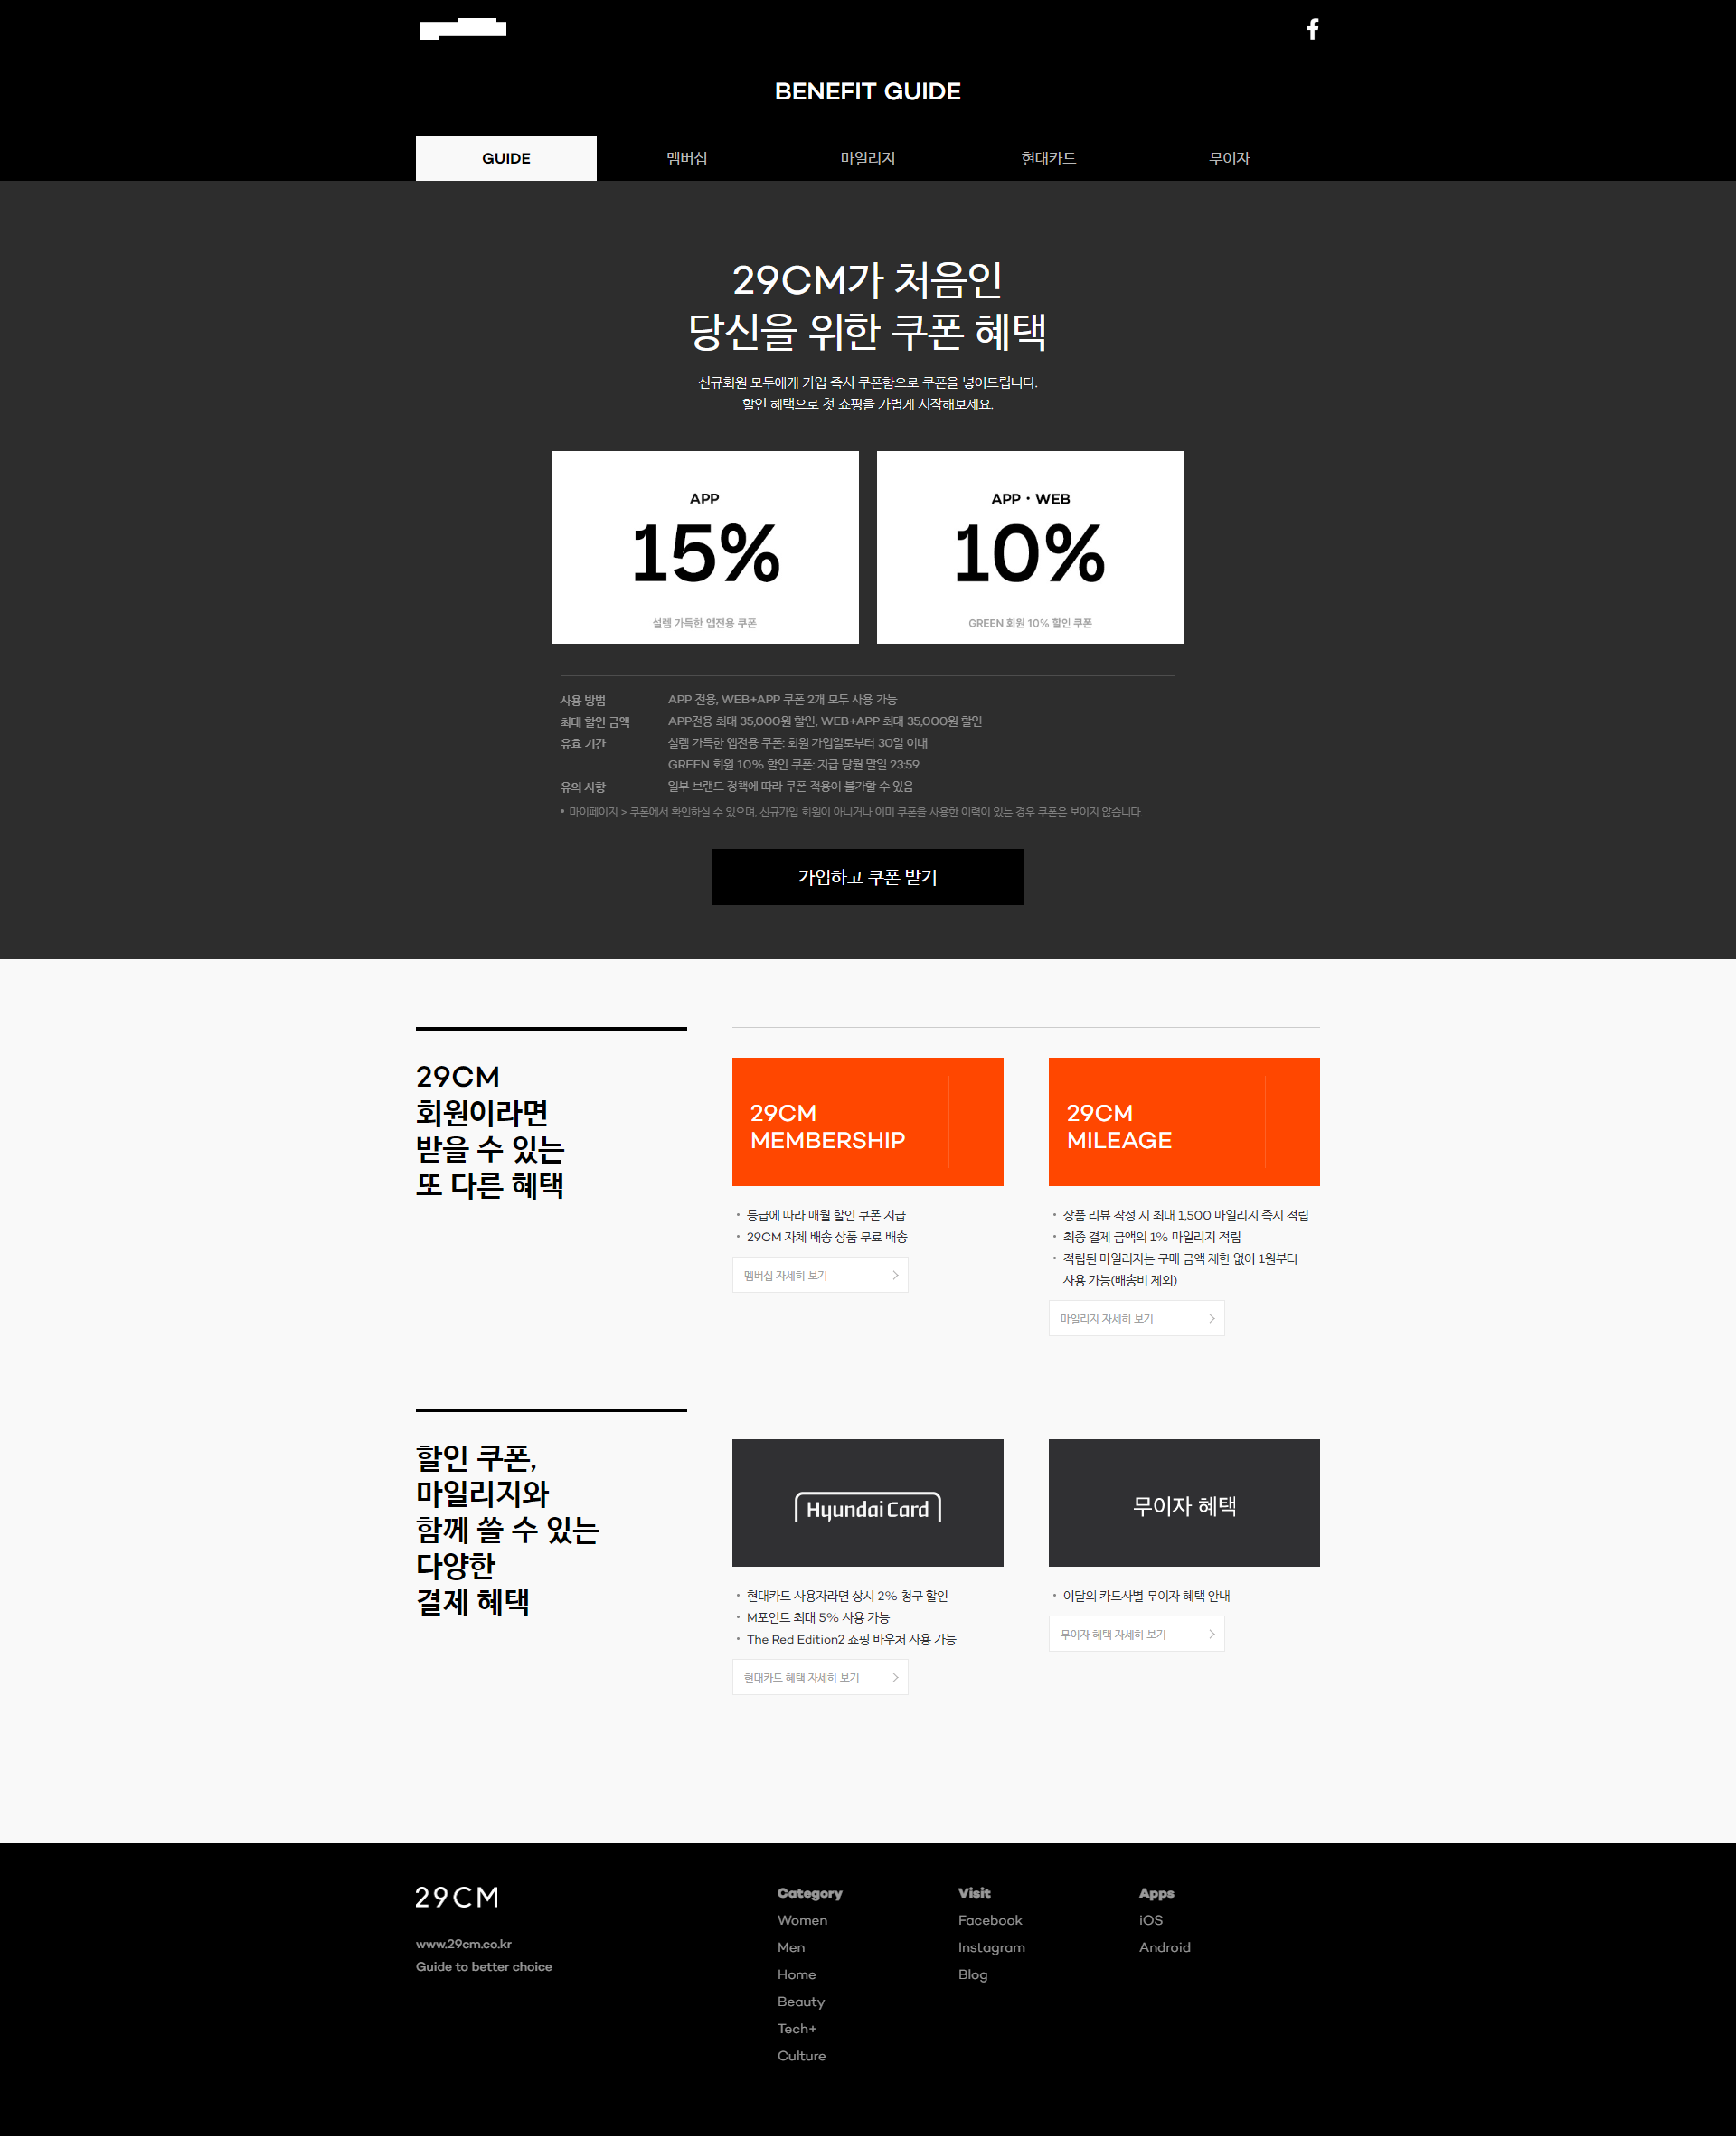 BENEFIT GUIDE
GUIDE
멤버십
마일리지
현대카드
무이자
29CM가 처음인
당신을 위한 쿠폰 혜택
신규회원 모두에게 가입 즉시 쿠폰함으로 쿠폰을 넣어드립니다.
할인 혜택으로 첫 쇼핑을 가볍게 시작해보세요.
APP
15%
설렘 가득한 앱전용 쿠폰
APP · WEB
10%
GREEN 회원 10% 할인 쿠폰
사용 방법 APP 전용, WEB+APP 쿠폰 2개 모두 사용 가능
최대 할인 금액 APP전용 최대 35,000원 할인, WEB+APP 최대 35,000원 할인
유효 기간 설렘 가득한 앱전용 쿠폰: 회원 가입일로부터 30일 이내
GREEN 회원 10% 할인 쿠폰: 지급 당월 말일 23:59
유의 사항 일부 브랜드 정책에 따라 쿠폰 적용이 불가할 수 있음
• 마이페이지 > 쿠폰에서 확인하실 수 있으며, 신규가입 회원이 아니거나 이미 쿠폰을 사용한 이력이 있는 경우 쿠폰은 보이지 않습니다.
가입하고 쿠폰 받기
29CM
회원이라면
받을 수 있는
또 다른 혜택
29CM
MEMBERSHIP
• 등급에 따라 매월 할인 쿠폰 지급
• 29CM 자체 배송 상품 무료 배송
멤버십 자세히 보기
29CM
MILEAGE
• 상품 리뷰 작성 시 최대 1,500 마일리지 즉시 적립
• 최종 결제 금액의 1% 마일리지 적립
• 적립된 마일리지는 구매 금액 제한 없이 1원부터
사용 가능(배송비 제외)
마일리지 자세히 보기
할인 쿠폰,
마일리지와
함께 쓸 수 있는
다양한
결제 혜택
Hyundai Card
• 현대카드 사용자라면 상시 2% 청구 할인
• M포인트 최대 5% 사용 가능
• The Red Edition2 쇼핑 바우처 사용 가능
현대카드 혜택 자세히 보기
무이자 혜택
• 이달의 카드사별 무이자 혜택 안내
무이자 혜택 자세히 보기
29CM
www.29cm.co.kr
Guide to better choice
Category
Women
Men
Home
Beauty
Tech+
Culture
Visit
Facebook
Instagram
Blog
Apps
iOS
Android